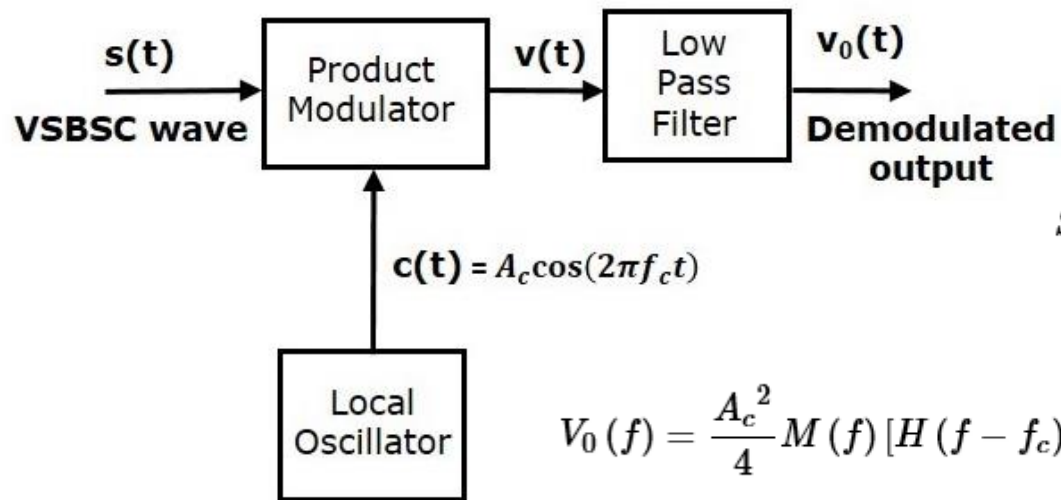 s(t)
VSBSC wave
Product
Modulator
v(t)
Low
Pass
Filter
v₀(t)
Demodulated
output
c(t) = A_c cos(2πf_c t)
Local
Oscillator
V₀(f) = A_c²/4 M(f)[H(f − f_c)